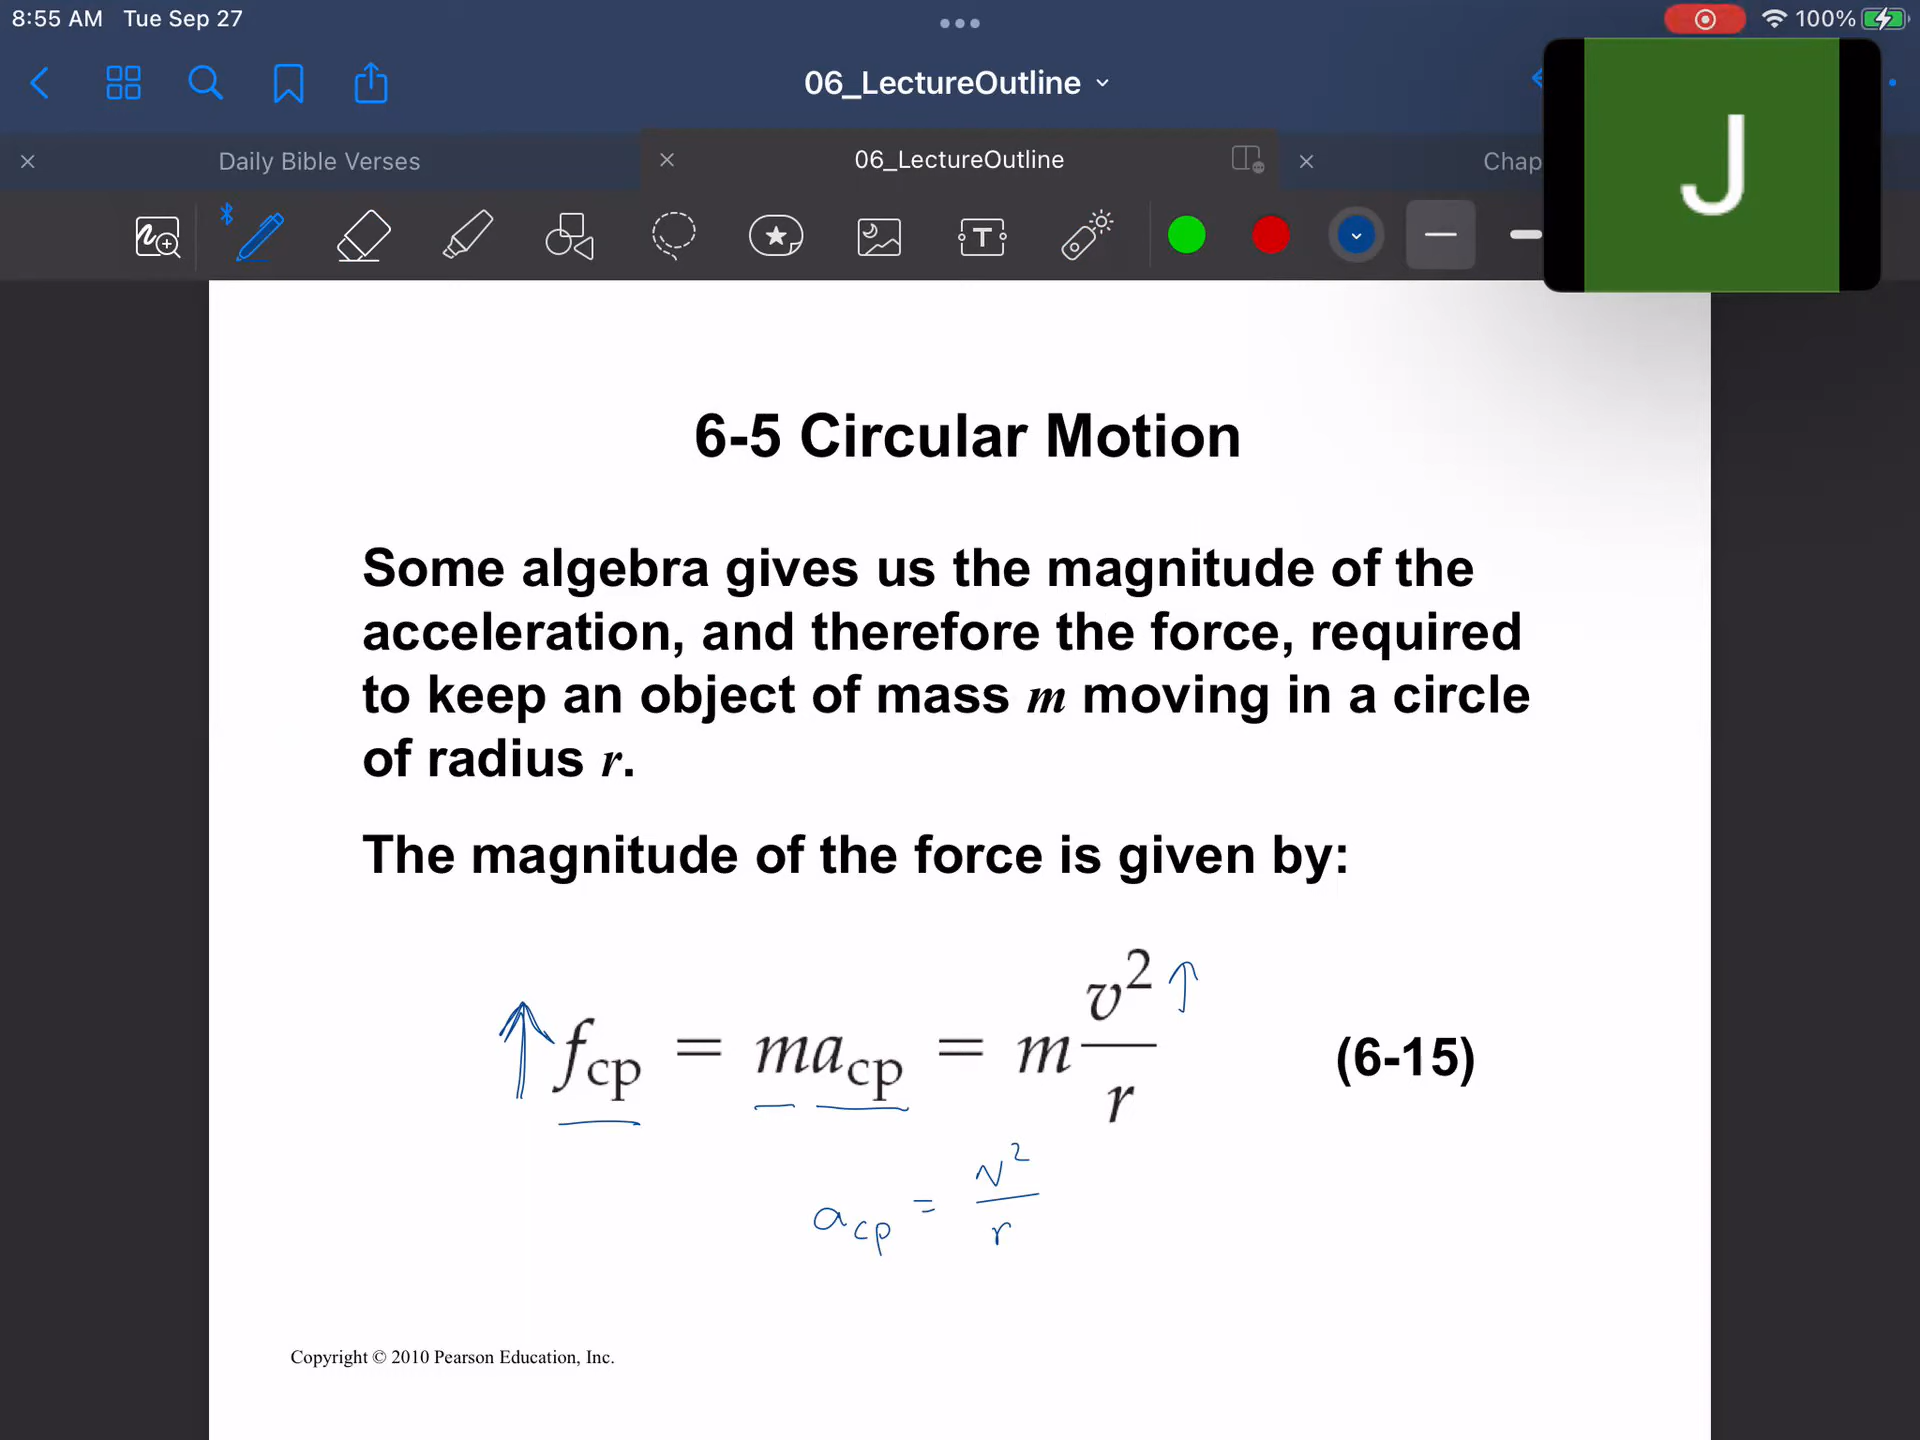 8:55 AM Tue Sep 27
100%
06_LectureOutline
Daily Bible Verses
06_LectureOutline
Chap
J
T
6-5 Circular Motion
Some algebra gives us the magnitude of the
acceleration, and therefore the force, required
to keep an object of mass m moving in a circle
of radius r.
The magnitude of the force is given by:
↑ f_cp = ma_cp = m v²/r ↑ (6-15)
a_cp = v²/r
Copyright © 2010 Pearson Education, Inc.